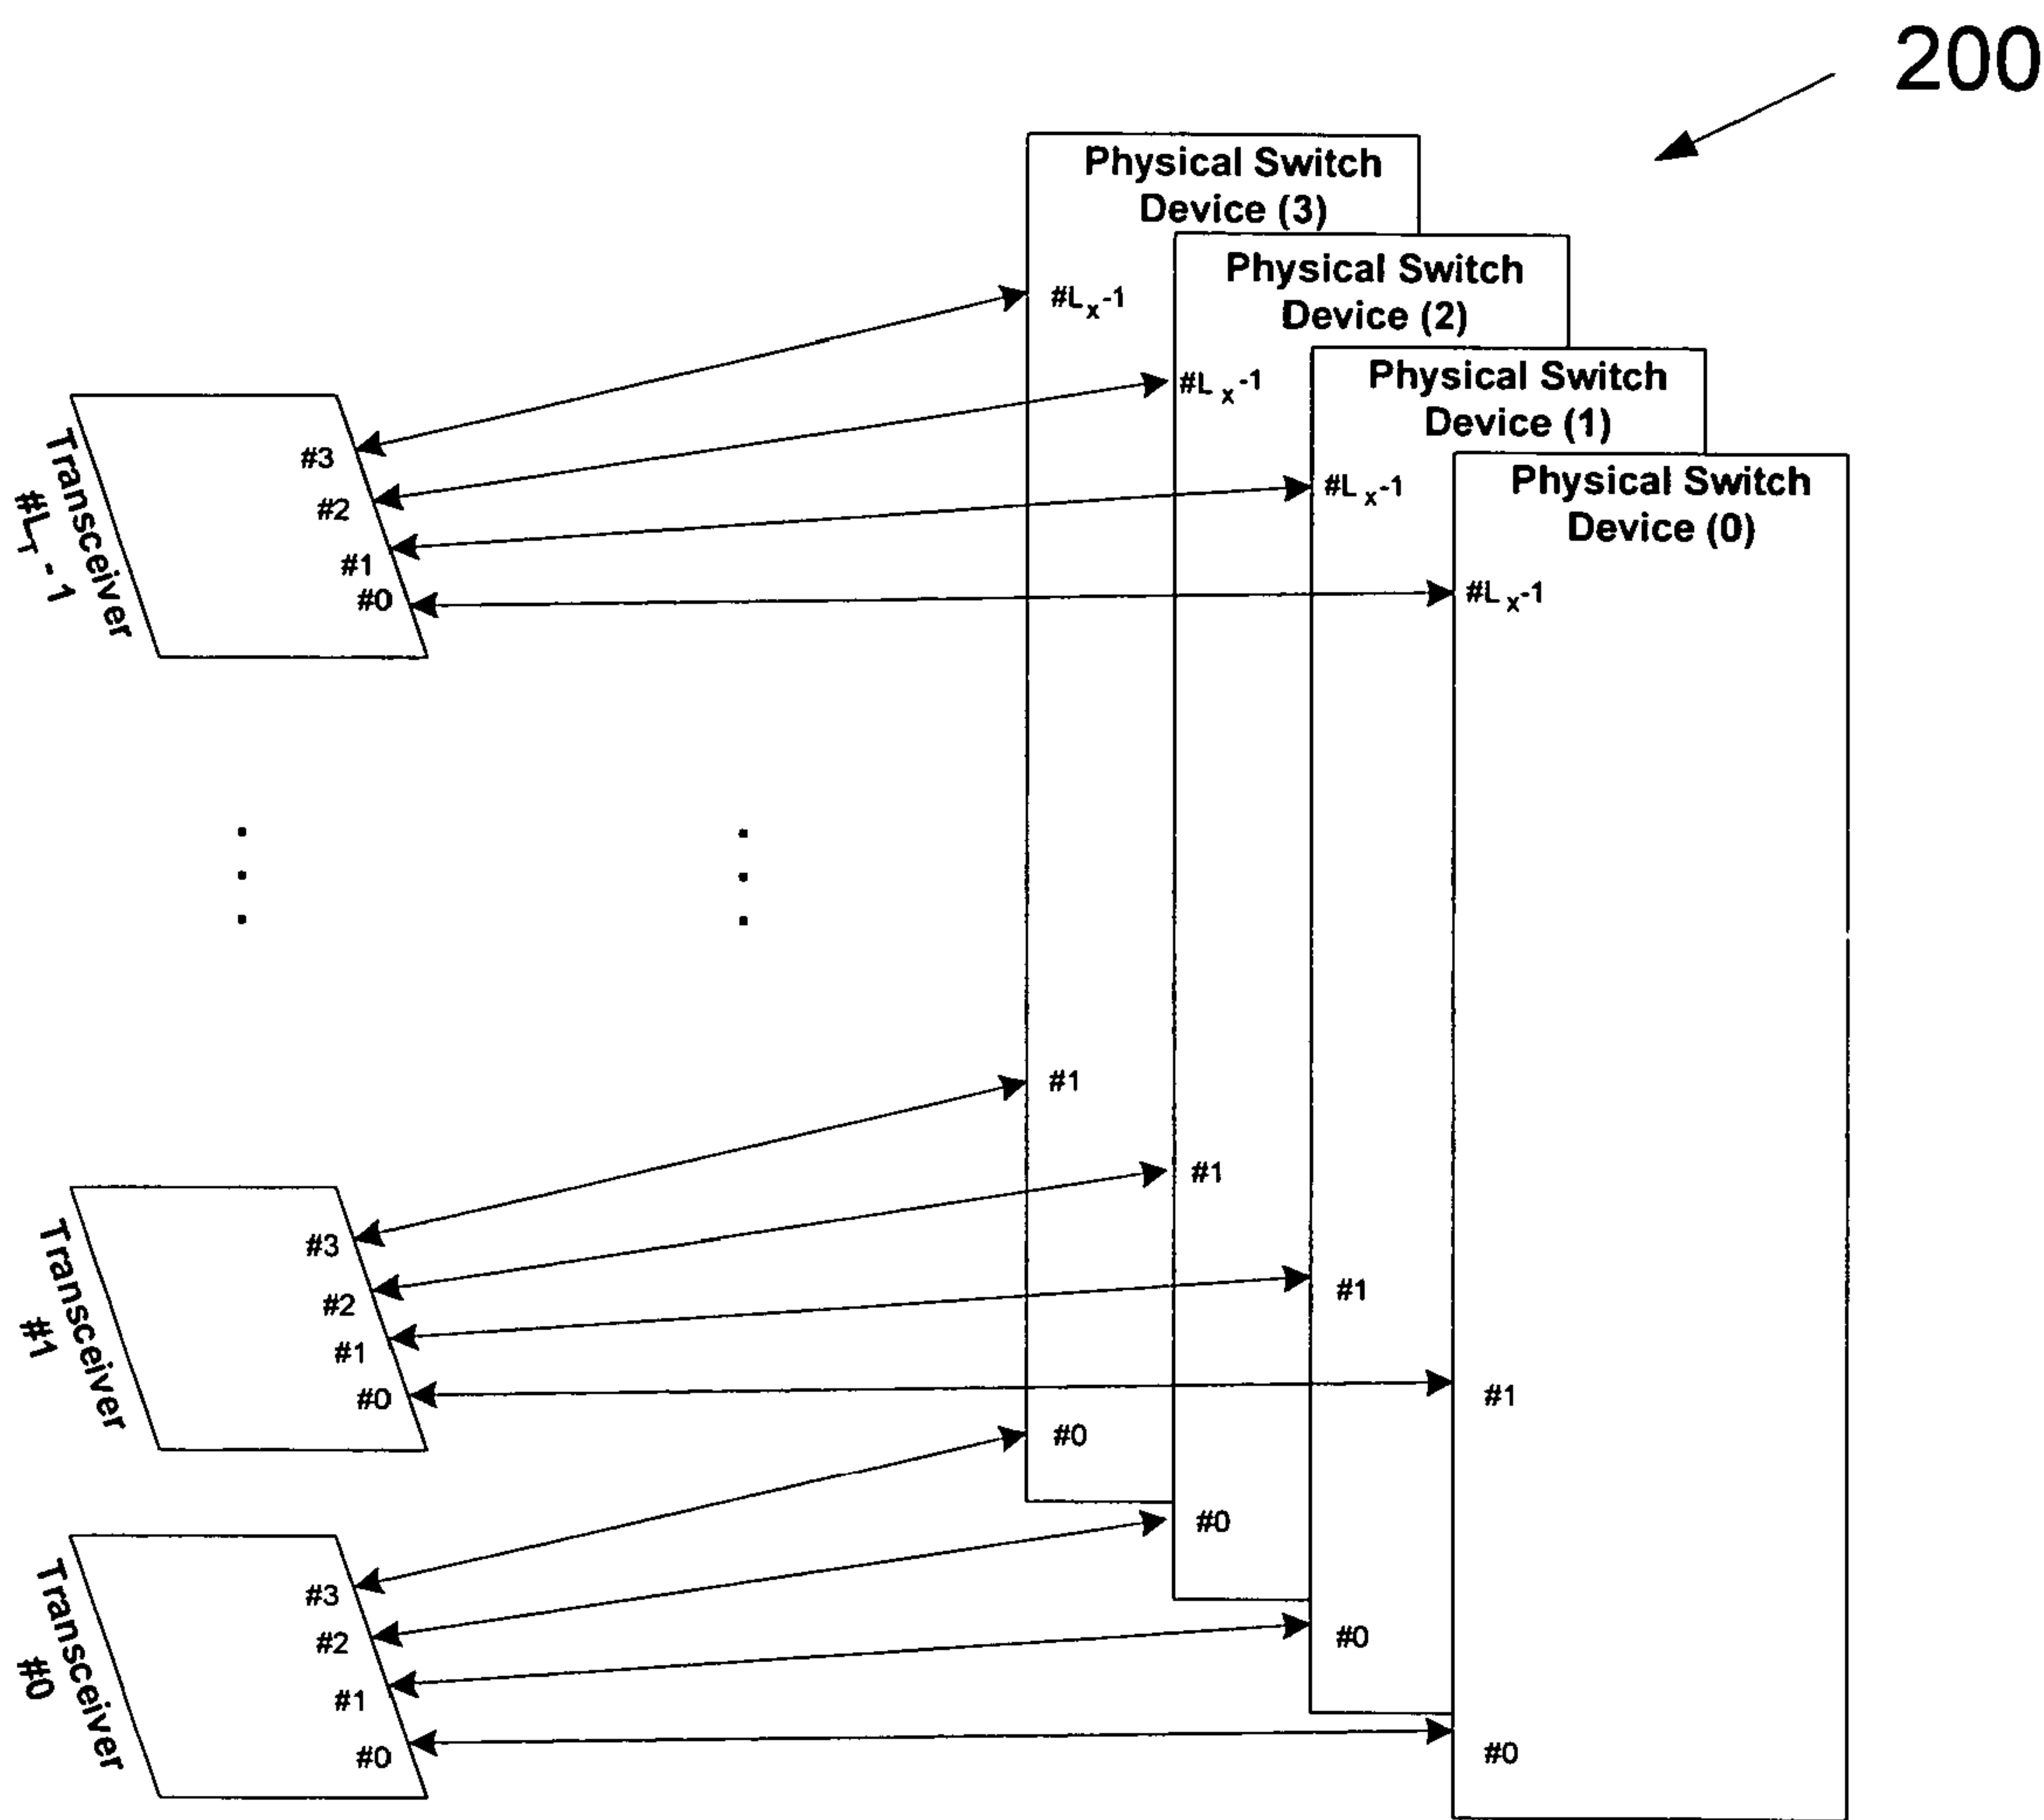 200
Physical Switch
Device (3)
Physical Switch
Device (2)
Physical Switch
Device (1)
Physical Switch
Device (0)
#Lx-1
#Lx-1
#Lx-1
#Lx-1
Transceiver
#LT - 1
#3
#2
#1
#0
#1
#1
#1
#1
Transceiver
#1
#3
#2
#1
#0
#0
#0
#0
#0
Transceiver
#0
#3
#2
#1
#0